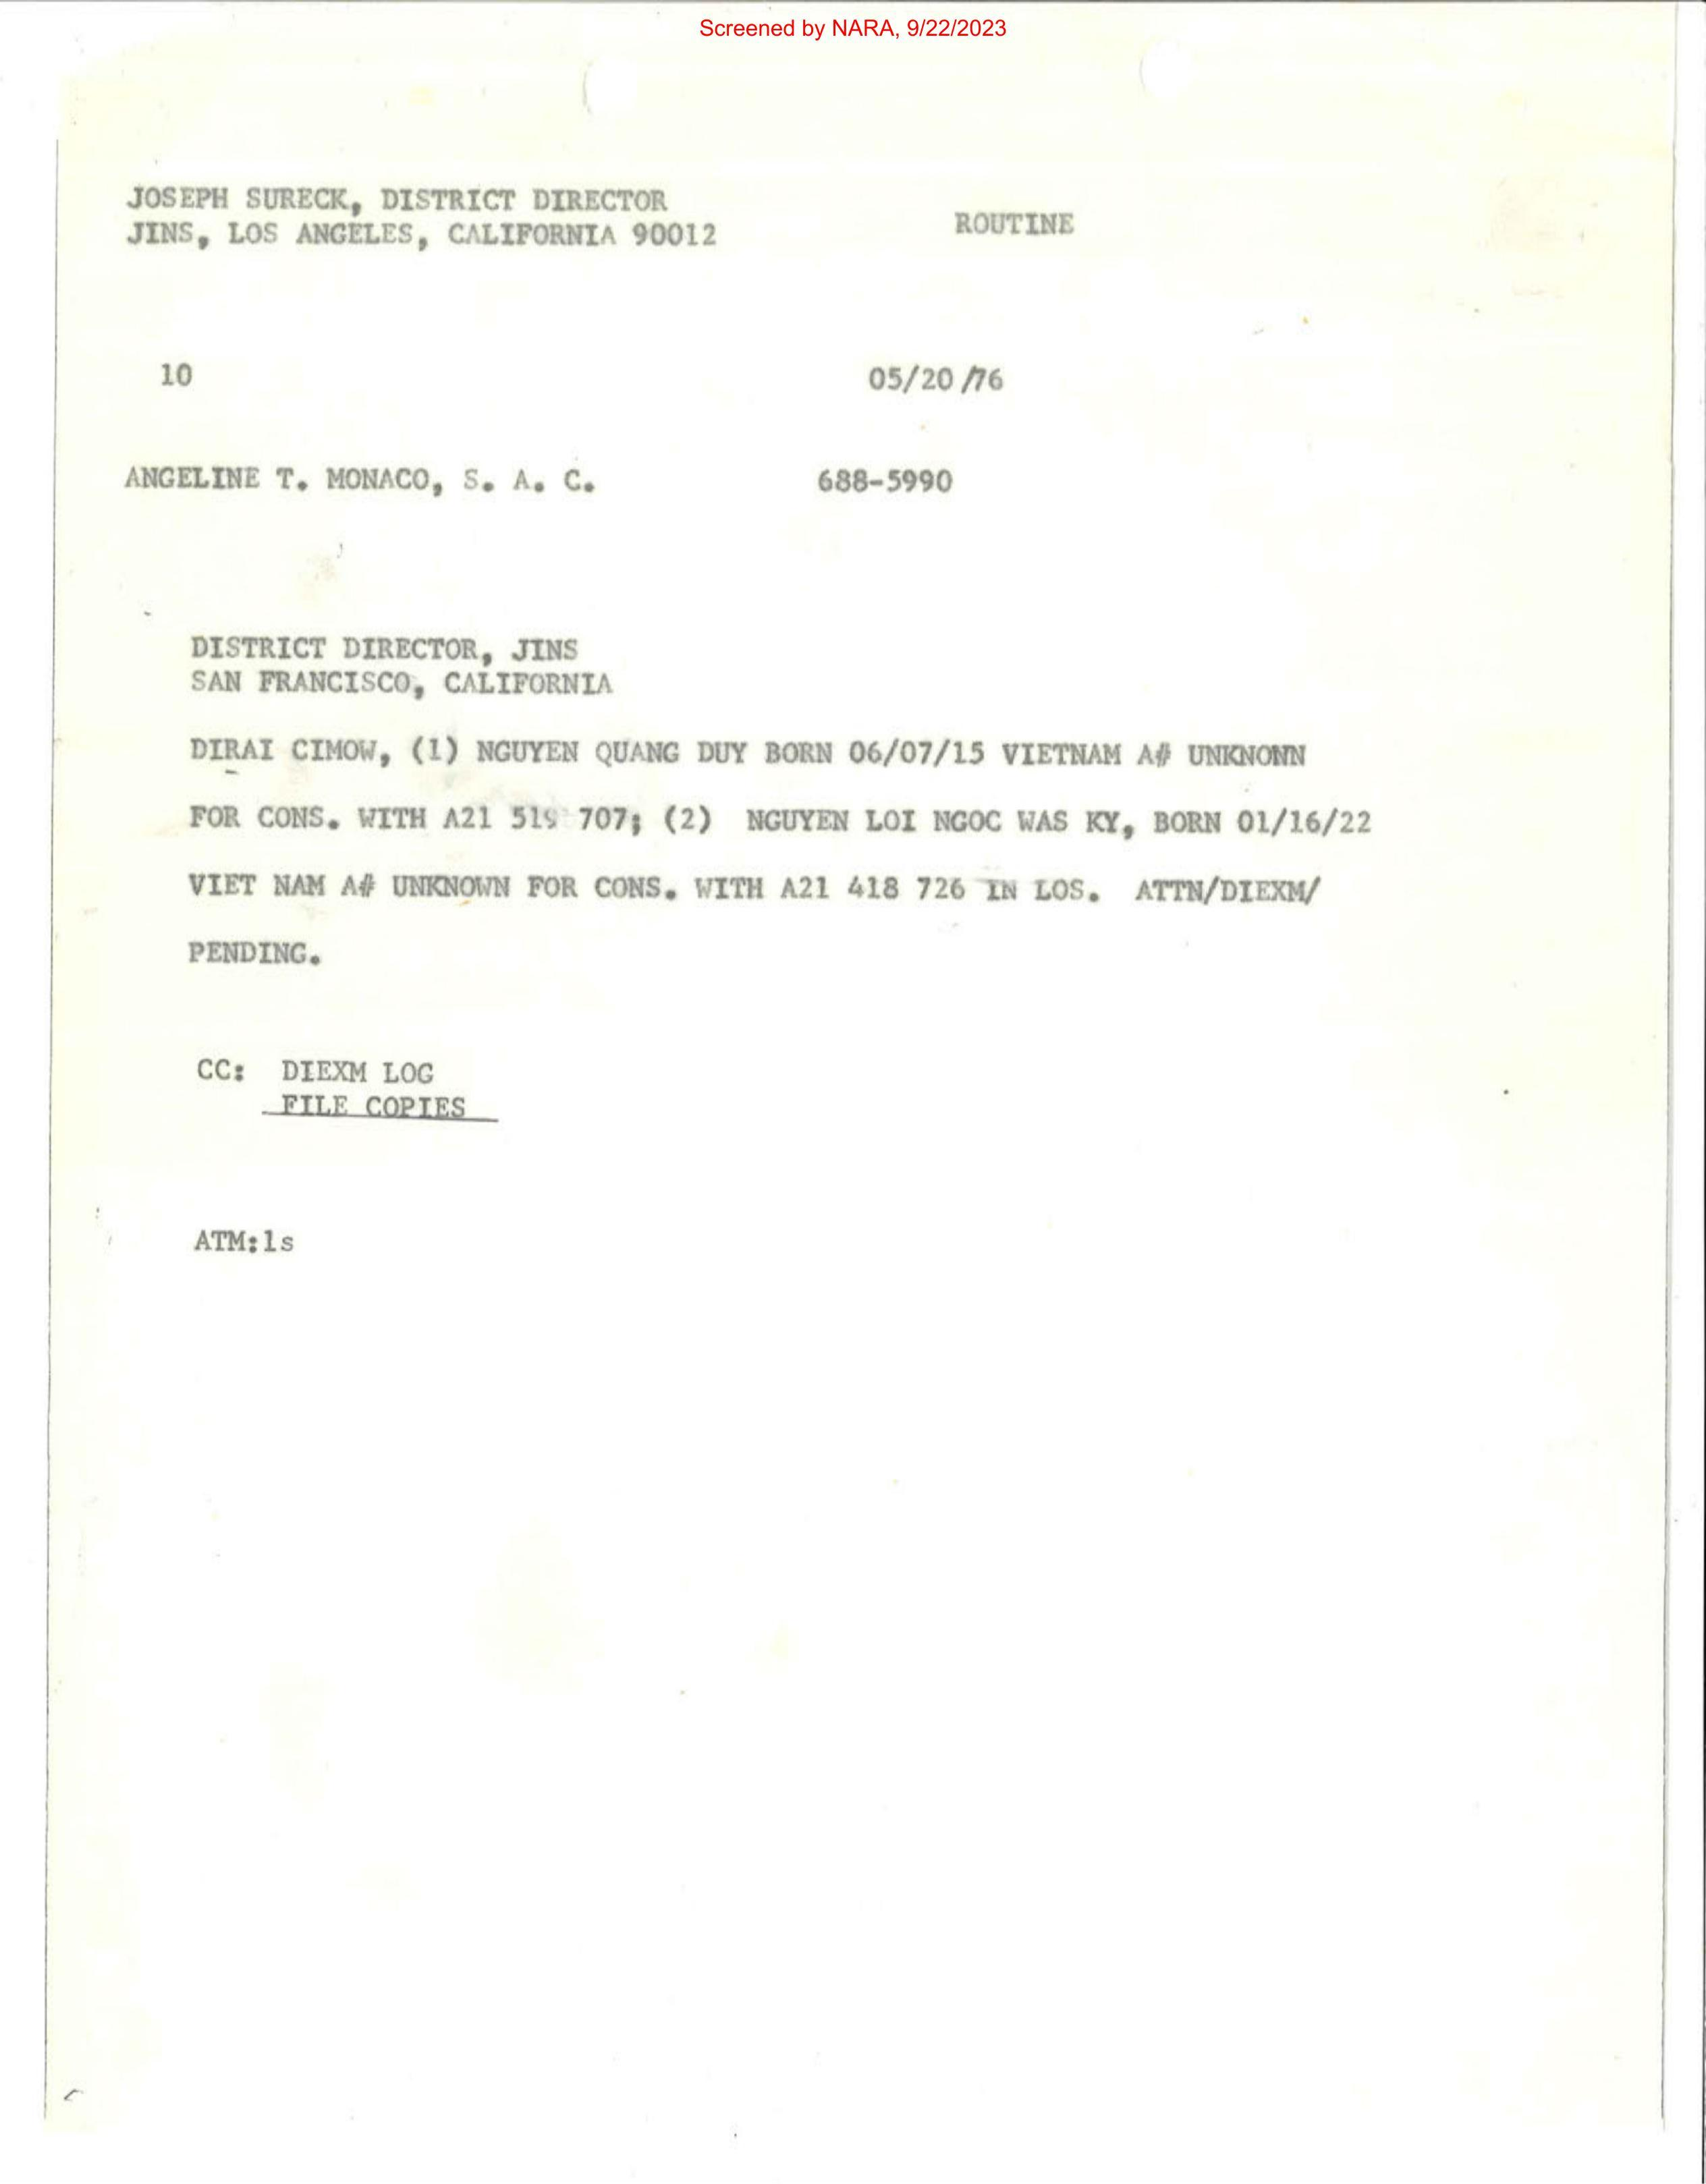 Screened by NARA, 9/22/2023
JOSEPH SURECK, DISTRICT DIRECTOR
JINS, LOS ANGELES, CALIFORNIA 90012
ROUTINE
10
05/20/76
ANGELINE T. MONACO, S. A. C.
688-5990
DISTRICT DIRECTOR, JINS
SAN FRANCISCO, CALIFORNIA
DIRAI CIMOW, (1) NGUYEN QUANG DUY BORN 06/07/15 VIETNAM A# UNKNONN
FOR CONS. WITH A21 519 707; (2) NGUYEN LOI NGOC WAS KY, BORN 01/16/22
VIET NAM A# UNKNOWN FOR CONS. WITH A21 418 726 IN LOS. ATTN/DIEXM/
PENDING.
CC: DIEXM LOG
FILE COPIES
ATM:ls